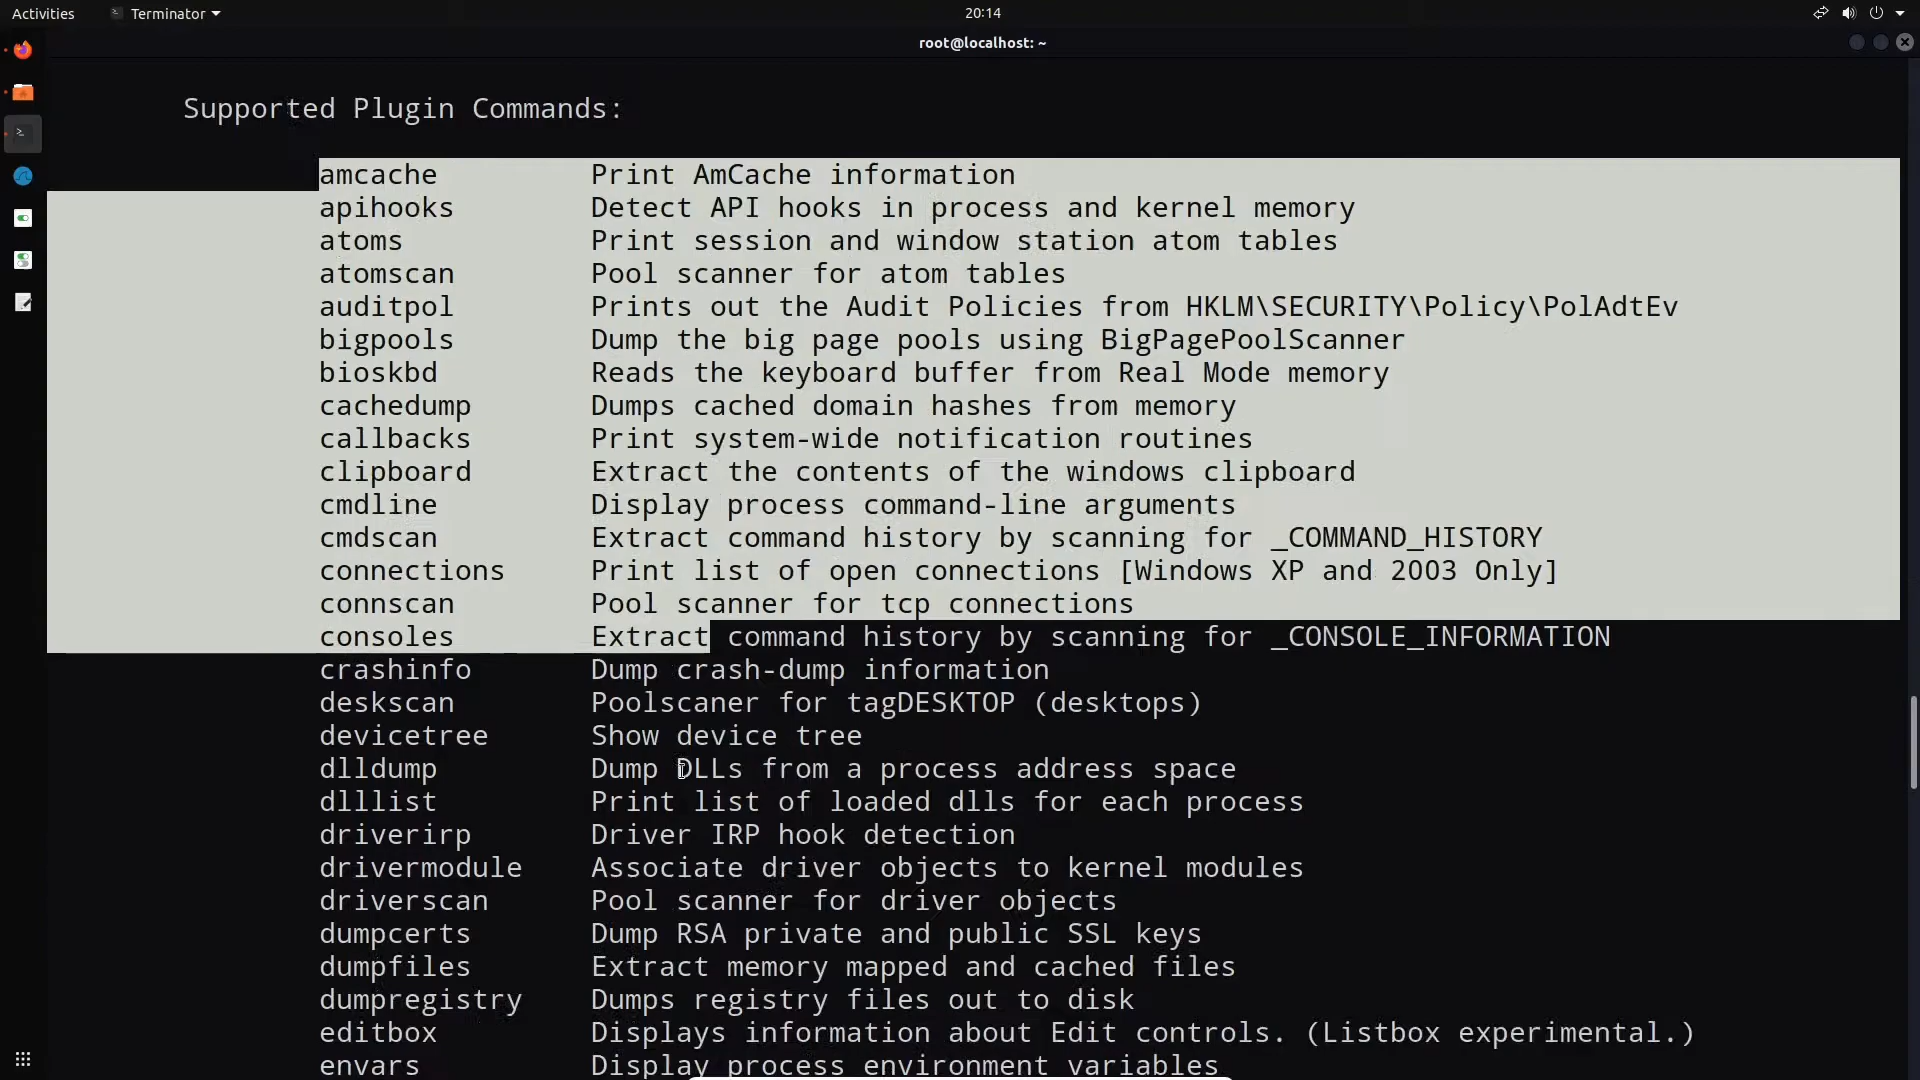 Activities Terminator 20:14
root@localhost: ~
Supported Plugin Commands:
amcache Print AmCache information
apihooks Detect API hooks in process and kernel memory
atoms Print session and window station atom tables
atomscan Pool scanner for atom tables
auditpol Prints out the Audit Policies from HKLM\SECURITY\Policy\PolAdtEv
bigpools Dump the big page pools using BigPagePoolScanner
bioskbd Reads the keyboard buffer from Real Mode memory
cachedump Dumps cached domain hashes from memory
callbacks Print system-wide notification routines
clipboard Extract the contents of the windows clipboard
cmdline Display process command-line arguments
cmdscan Extract command history by scanning for _COMMAND_HISTORY
connections Print list of open connections [Windows XP and 2003 Only]
connscan Pool scanner for tcp connections
consoles Extract command history by scanning for _CONSOLE_INFORMATION
crashinfo Dump crash-dump information
deskscan Poolscaner for tagDESKTOP (desktops)
devicetree Show device tree
dlldump Dump DLLs from a process address space
dlllist Print list of loaded dlls for each process
driverirp Driver IRP hook detection
drivermodule Associate driver objects to kernel modules
driverscan Pool scanner for driver objects
dumpcerts Dump RSA private and public SSL keys
dumpfiles Extract memory mapped and cached files
dumpregistry Dumps registry files out to disk
editbox Displays information about Edit controls. (Listbox experimental.)
envars Display process environment variables